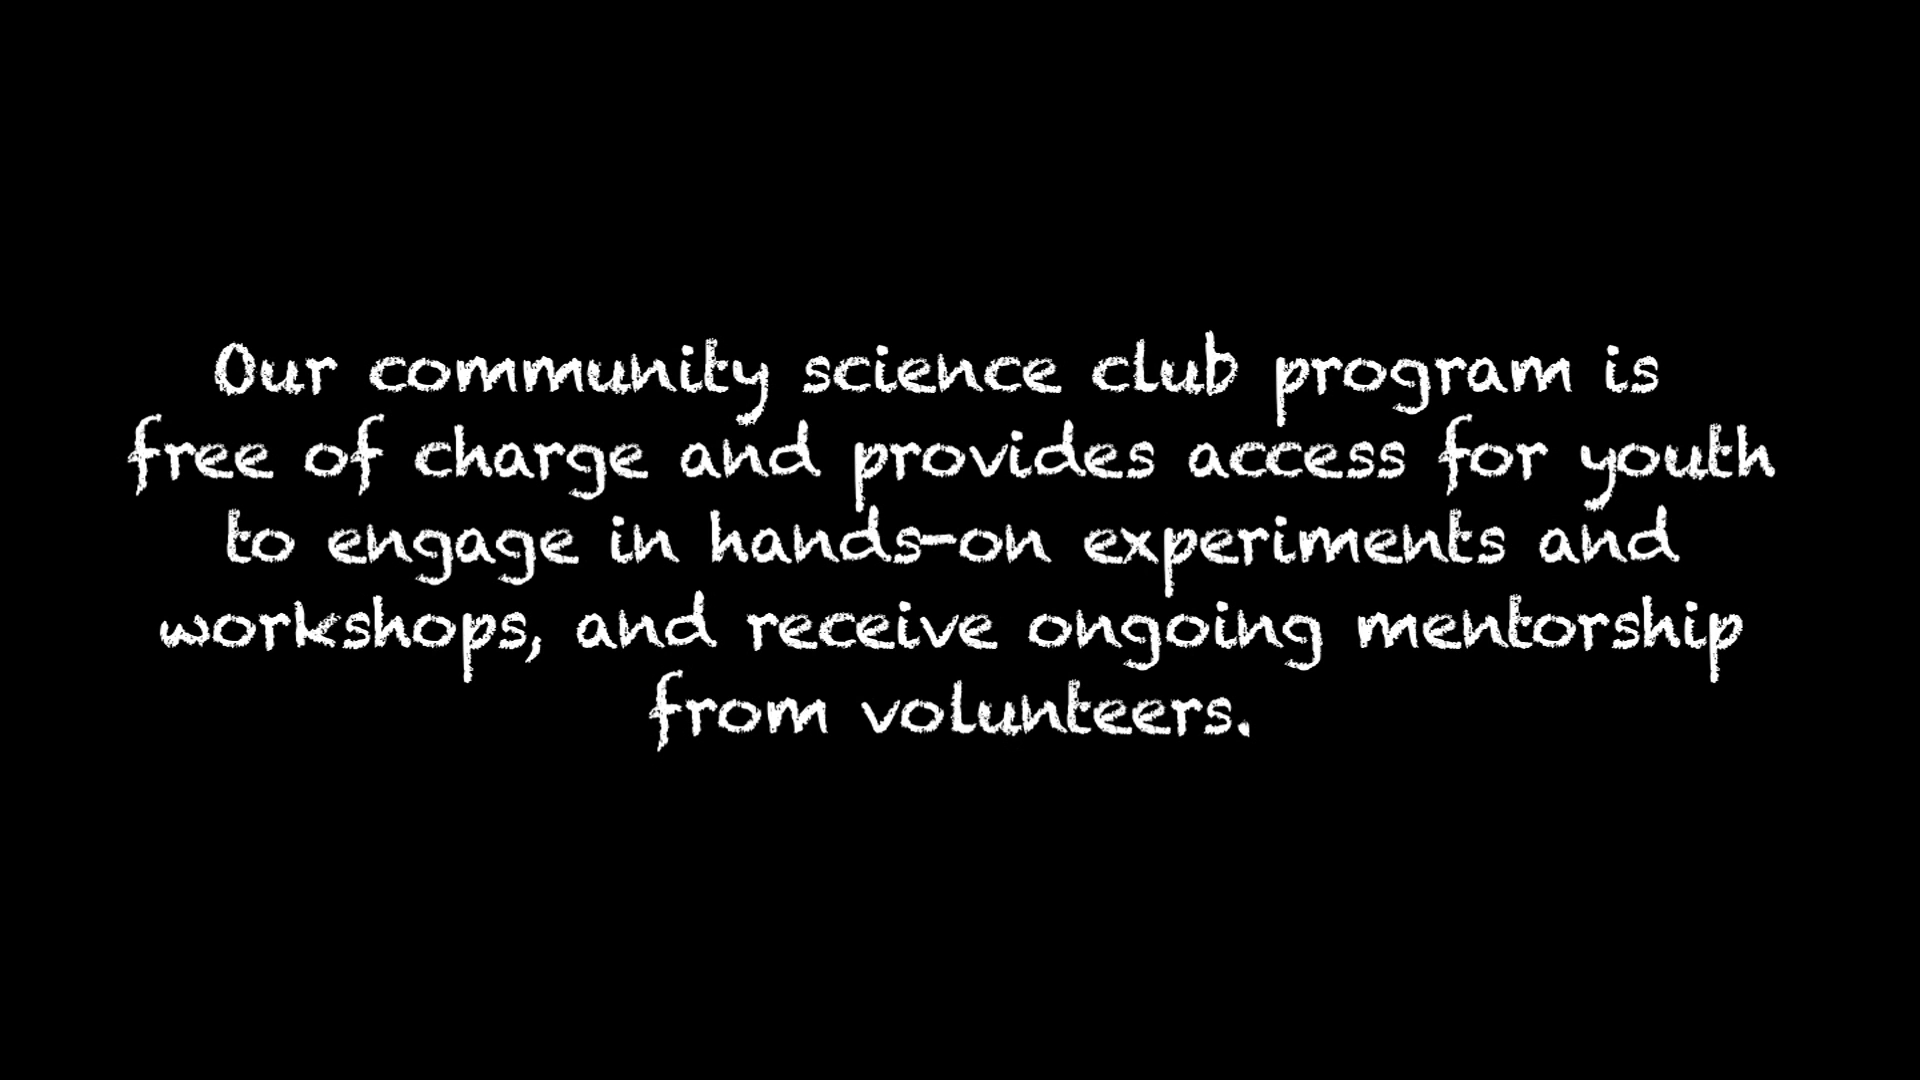 Our community science club program is
free of charge and provides access for youth
to engage in hands-on experiments and
workshops, and receive ongoing mentorship
from volunteers.